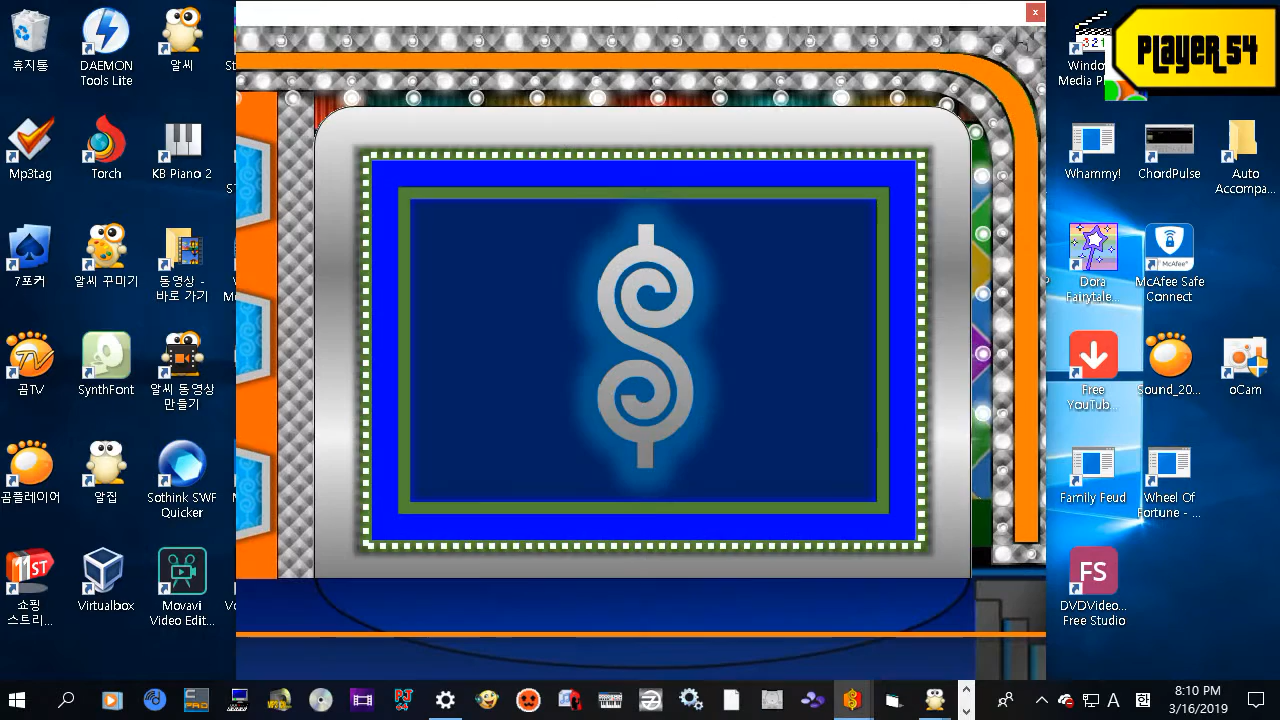 휴지통
DAEMON
Tools Lite
알씨
Mp3tag
Torch
KB Piano 2
7포커
알씨 꾸미기
동영상 -
바로 가기
곰TV
SynthFont
알씨 동영상
만들기
곰플레이어
알집
Sothink SWF
Quicker
쇼핑
스트리...
Virtualbox
Movavi
Video Edit...
x
PLAYER 54
Media P
Whammy!
ChordPulse
Auto
Accompa...
Dora
Fairytale...
McAfee Safe
Connect
Free
YouTub...
Sound_20...
oCam
Family Feud
Wheel Of
Fortune - ...
DVDVideo...
Free Studio
A
8:10 PM
3/16/2019